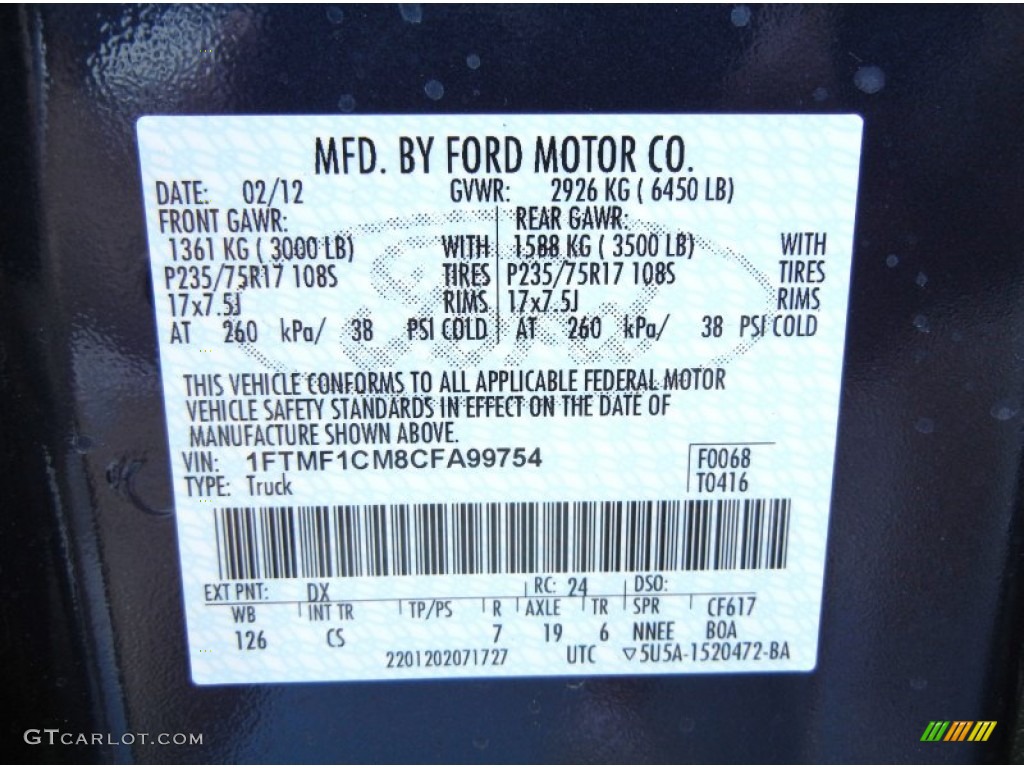 MFD. BY FORD MOTOR CO.
DATE: 02/12 GVWR: 2926 KG ( 6450 LB)
FRONT GAWR: REAR GAWR:
1361 KG ( 3000 LB) WITH 1588 KG ( 3500 LB) WITH
P235/75R17 108S TIRES P235/75R17 108S TIRES
17x7.5J RIMS 17x7.5J RIMS
AT 260 kPa/ 38 PSI COLD AT 260 kPa/ 38 PSI COLD
THIS VEHICLE CONFORMS TO ALL APPLICABLE FEDERAL MOTOR
VEHICLE SAFETY STANDARDS IN EFFECT ON THE DATE OF
MANUFACTURE SHOWN ABOVE.
VIN: 1FTMF1CM8CFA99754 F0068
TYPE: Truck T0416
EXT PNT: DX RC: 24 DSO:
WB INT TR TP/PS R AXLE TR SPR CF617
126 CS 7 19 6 NNEE BOA
2201202071727 UTC ▽5U5A-1520472-BA
GTCARLOT.COM